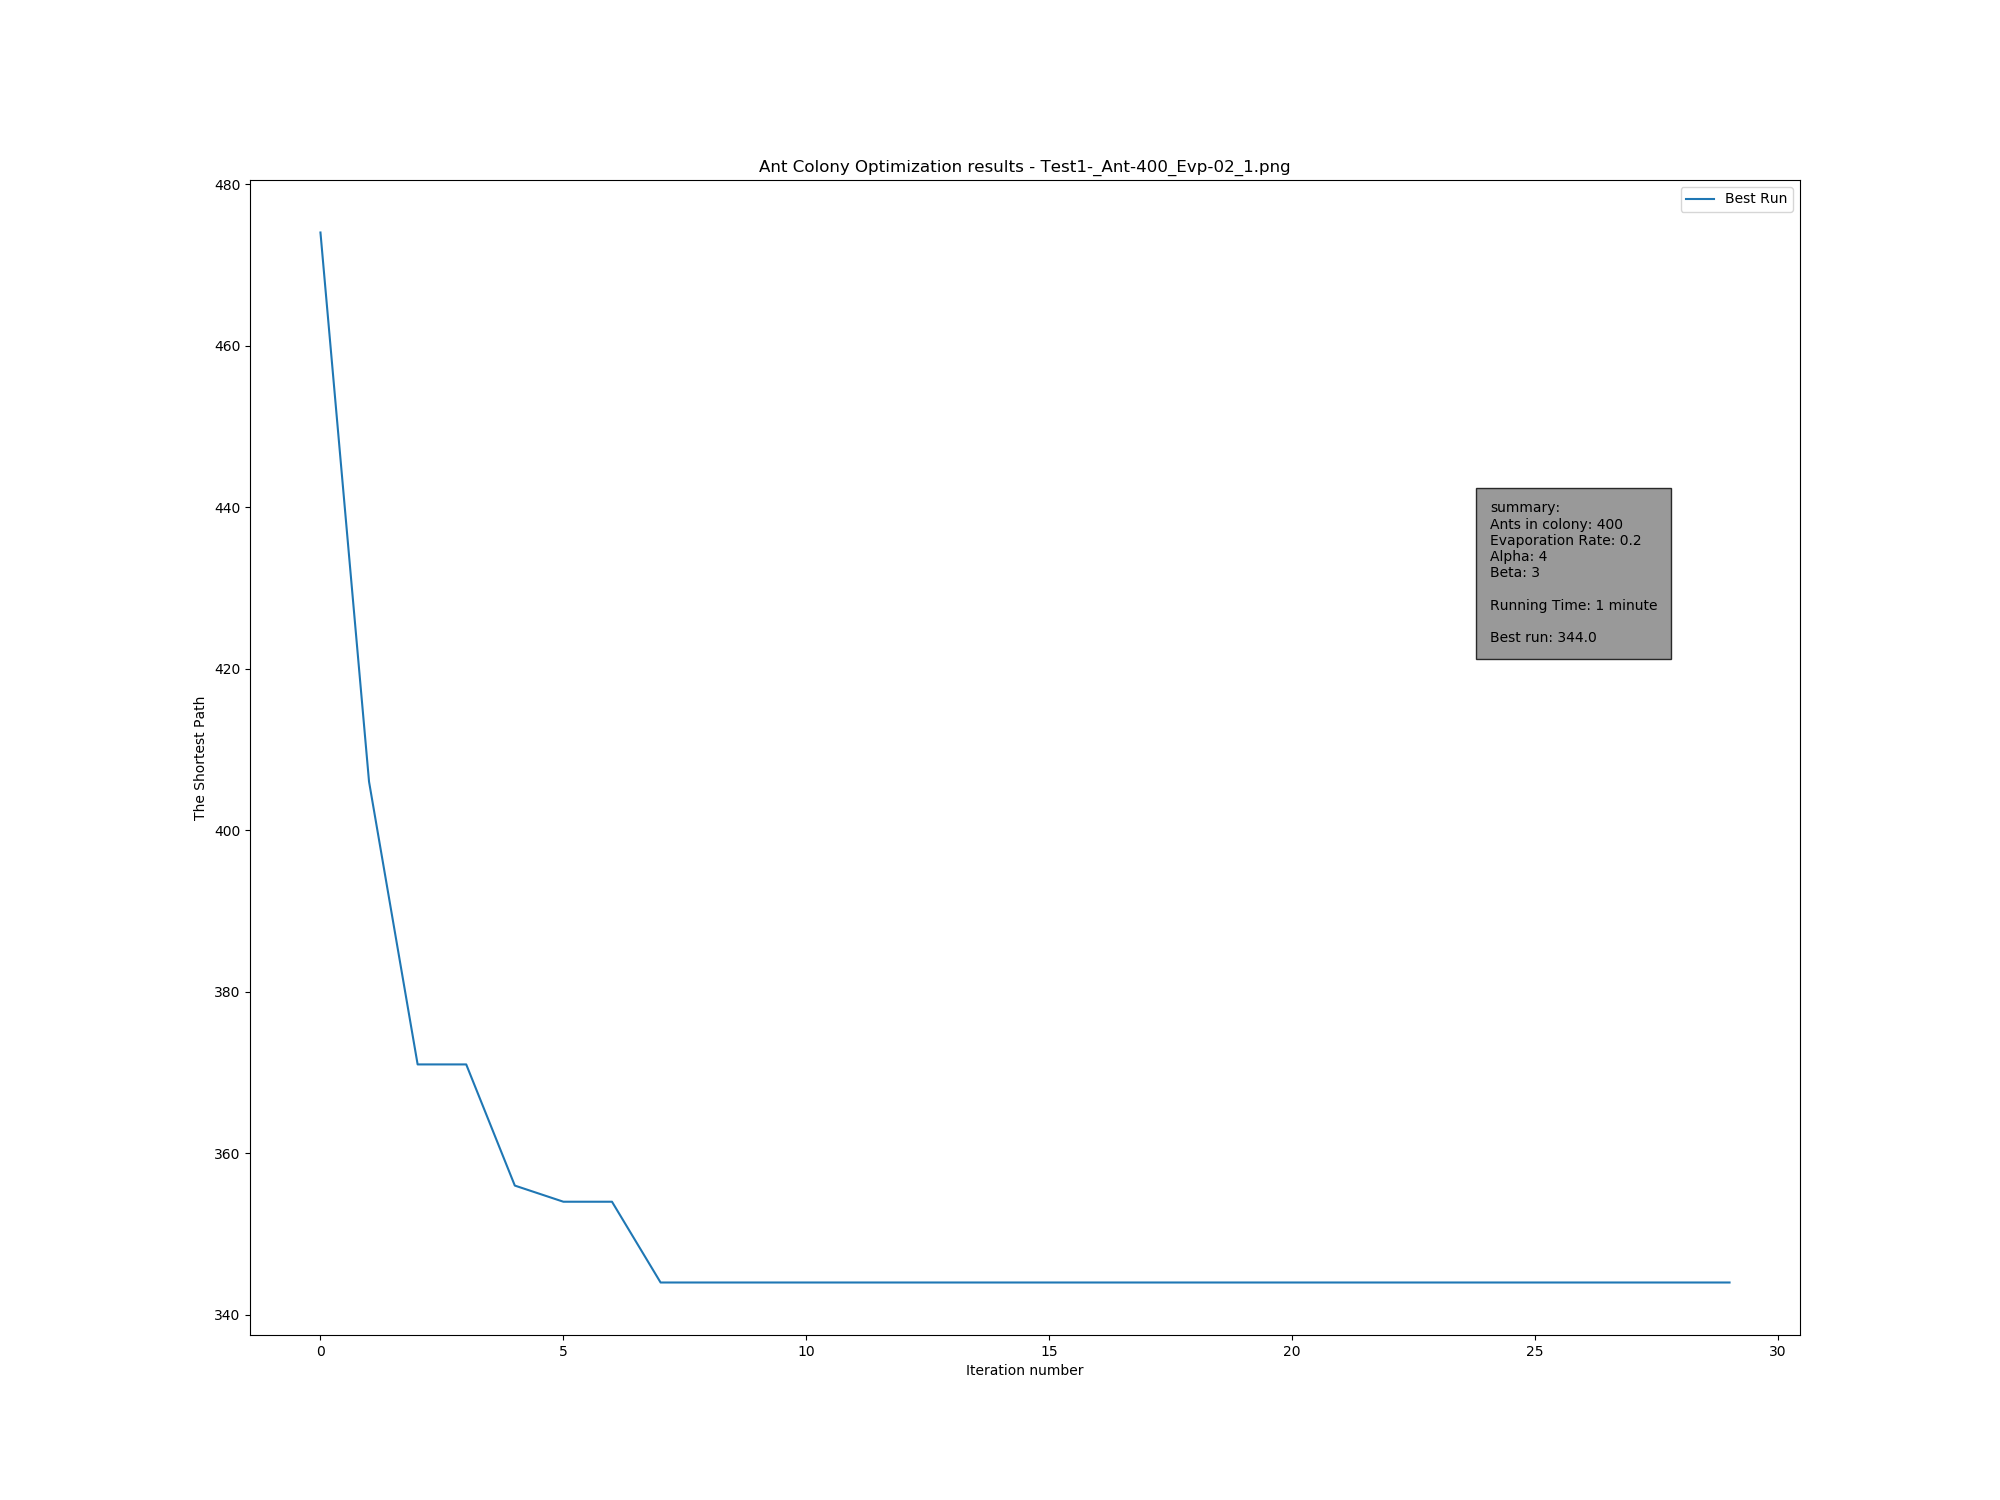 Ant Colony Optimization results - Test1-_Ant-400_Evp-02_1.png
Best Run
480
460
440
420
400
380
360
340
The Shortest Path
summary:
Ants in colony: 400
Evaporation Rate: 0.2
Alpha: 4
Beta: 3
Running Time: 1 minute
Best run: 344.0
0 5 10 15 20 25 30
Iteration number